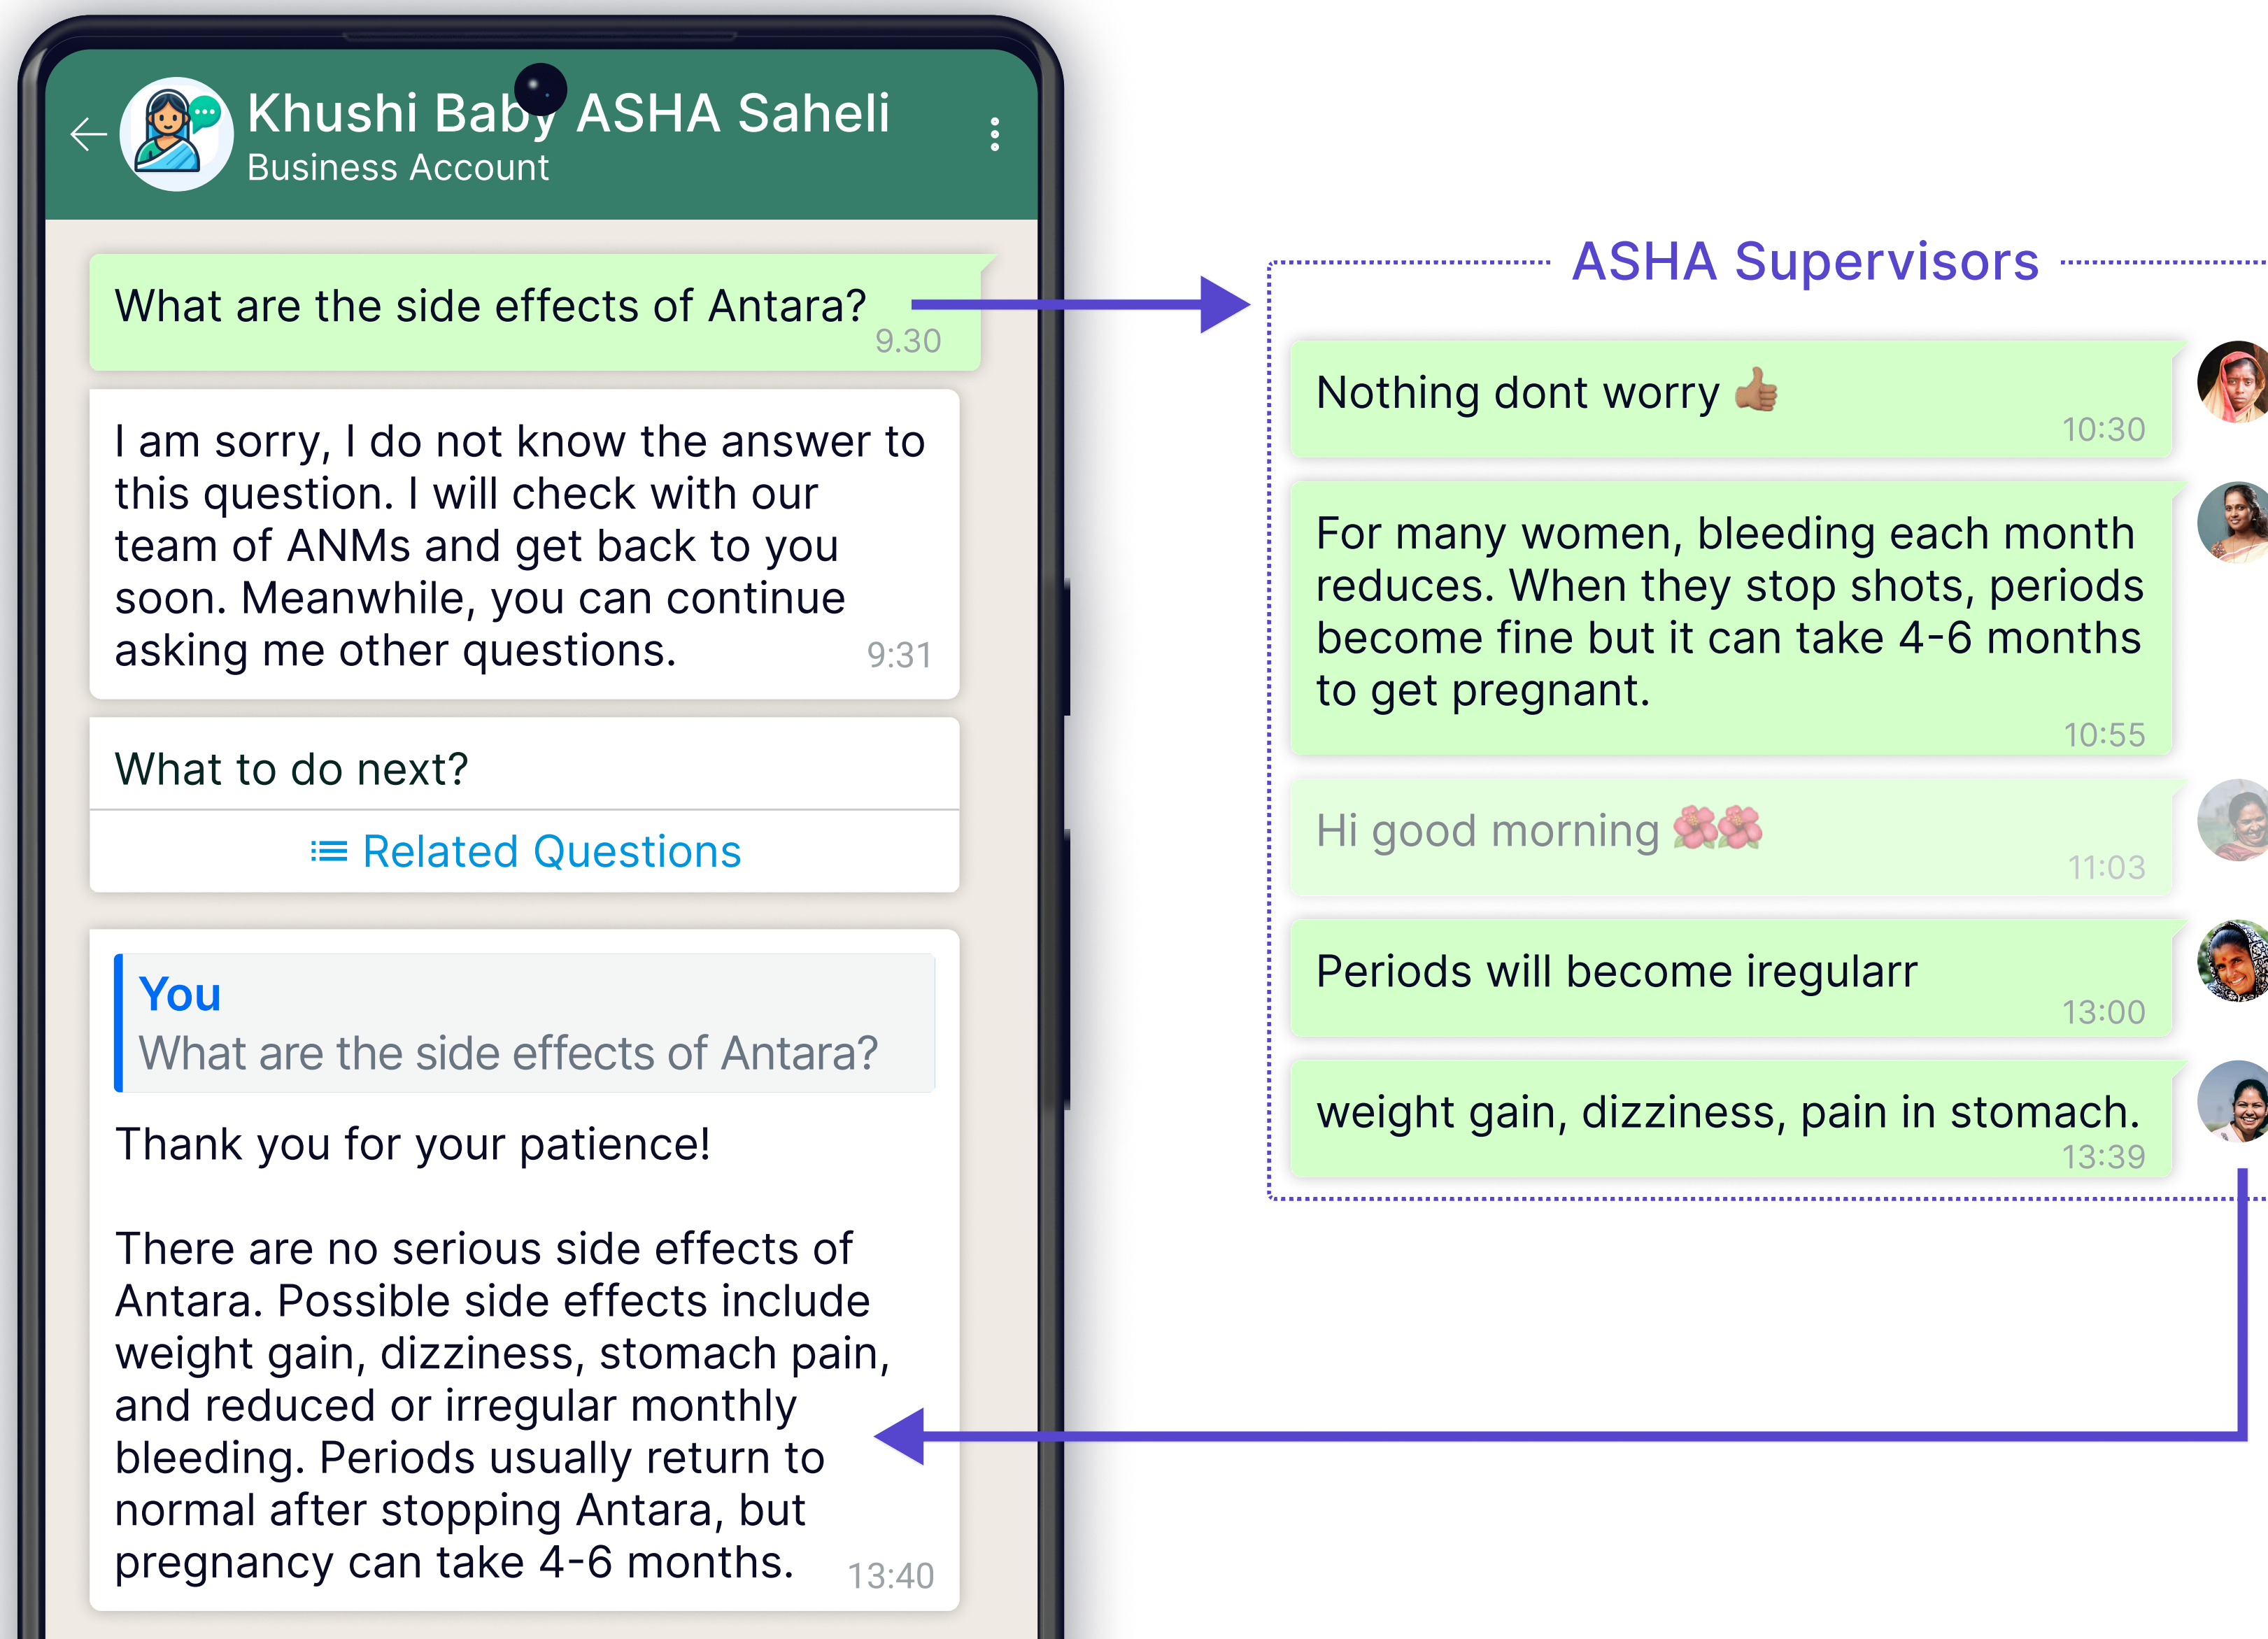 Khushi Baby ASHA Saheli
Business Account
What are the side effects of Antara?
9.30
I am sorry, I do not know the answer to
this question. I will check with our
team of ANMs and get back to you
soon. Meanwhile, you can continue
asking me other questions.
9:31
What to do next?
Related Questions
You
What are the side effects of Antara?
Thank you for your patience!
There are no serious side effects of
Antara. Possible side effects include
weight gain, dizziness, stomach pain,
and reduced or irregular monthly
bleeding. Periods usually return to
normal after stopping Antara, but
pregnancy can take 4-6 months.
13:40
ASHA Supervisors
Nothing dont worry 👍🏽
10:30
For many women, bleeding each month
reduces. When they stop shots, periods
become fine but it can take 4-6 months
to get pregnant.
10:55
Hi good morning 🌺🌺
11:03
Periods will become iregularr
13:00
weight gain, dizziness, pain in stomach.
13:39